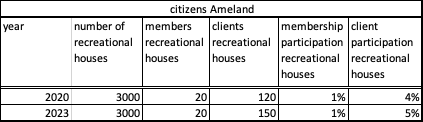 citizens Ameland
year number of members clients membership client
recreational recreational recreational participation participation
houses houses houses recreational recreational
houses houses
2020 3000 20 120 1% 4%
2023 3000 20 150 1% 5%